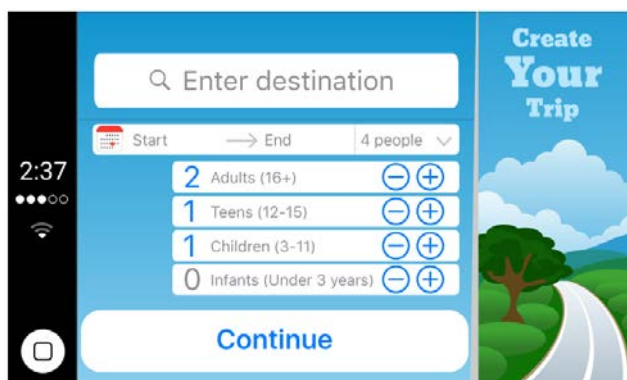 2:37
Enter destination
Start → End 4 people
2 Adults (16+)
1 Teens (12-15)
1 Children (3-11)
0 Infants (Under 3 years)
Continue
Create
Your
Trip